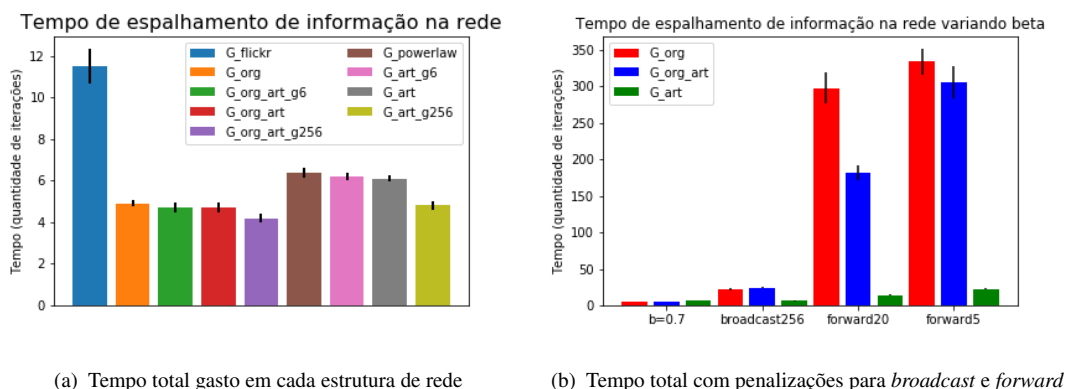 Tempo de espalhamento de informação na rede
Tempo (quantidade de iterações)
12
10
8
6
4
2
0
G_flickr
G_org
G_org_art_g6
G_org_art
G_org_art_g256
G_powerlaw
G_art_g6
G_art
G_art_g256
(a) Tempo total gasto em cada estrutura de rede
Tempo de espalhamento de informação na rede variando beta
Tempo (quantidade de iterações)
350
300
250
200
150
100
50
0
G_org
G_org_art
G_art
b=0.7 broadcast256 forward20 forward5
(b) Tempo total com penalizações para broadcast e forward